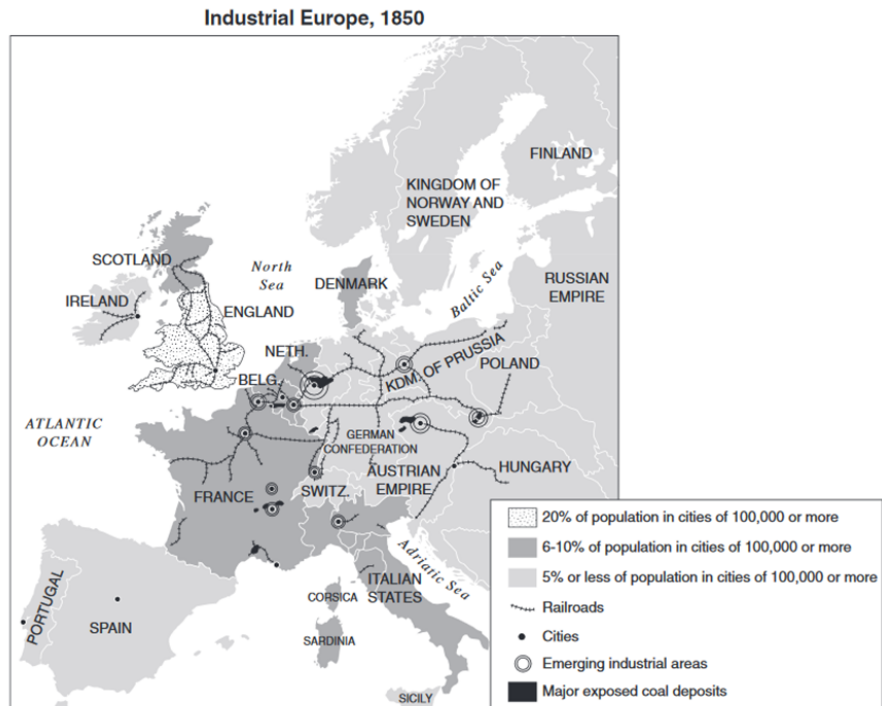 Industrial Europe, 1850
FINLAND
KINGDOM OF
NORWAY AND
SWEDEN
SCOTLAND
North
Sea
DENMARK
Baltic Sea
RUSSIAN
EMPIRE
IRELAND
ENGLAND
NETH.
KDM. OF PRUSSIA
POLAND
BELG.
ATLANTIC
OCEAN
GERMAN
CONFEDERATION
AUSTRIAN
EMPIRE
HUNGARY
FRANCE
SWITZ.
Adriatic Sea
ITALIAN
STATES
CORSICA
PORTUGAL
SPAIN
SARDINIA
SICILY
20% of population in cities of 100,000 or more
6-10% of population in cities of 100,000 or more
5% or less of population in cities of 100,000 or more
Railroads
Cities
Emerging industrial areas
Major exposed coal deposits